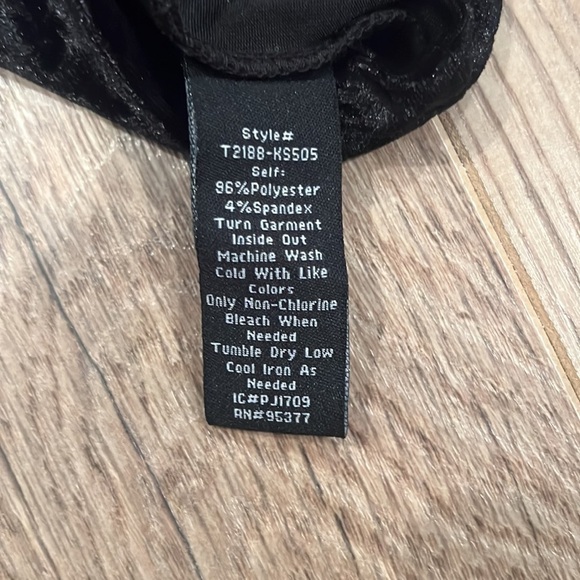 Style#
T2188-KS505
Self:
96%Polyester
4%Spandex
Turn Garment
Inside Out
Machine Wash
Cold With Like
Colors
Only Non-Chlorine
Bleach When
Needed
Tumble Dry Low
Cool Iron As
Needed
IC#PJ1709
RN#95377